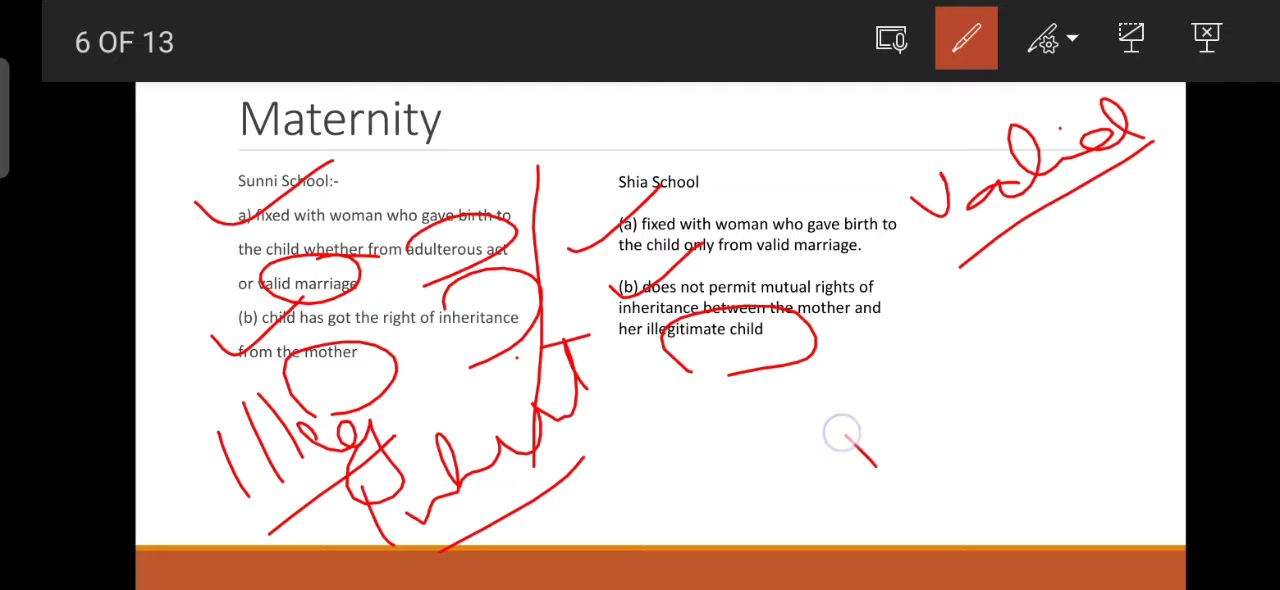 6 OF 13
Maternity
Sunni School:-
a) fixed with woman who gave birth to
the child whether from adulterous act
or valid marriage
(b) child has got the right of inheritance
from the mother
Shia School
(a) fixed with woman who gave birth to
the child only from valid marriage.
(b) does not permit mutual rights of
inheritance between the mother and
her illegitimate child
valid
Illeg